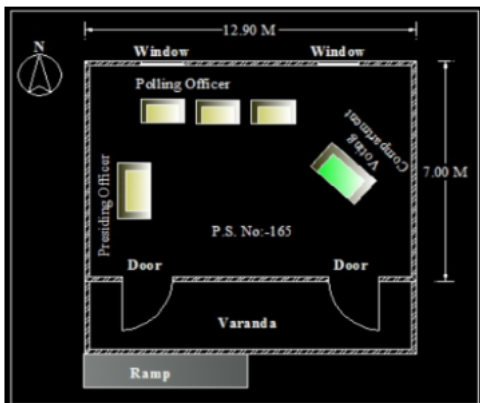 12.90 M
N
Window
Window
Polling Officer
Voting
Compartment
7.00 M
Presiding Officer
P.S. No:-165
Door
Door
Varanda
Ramp